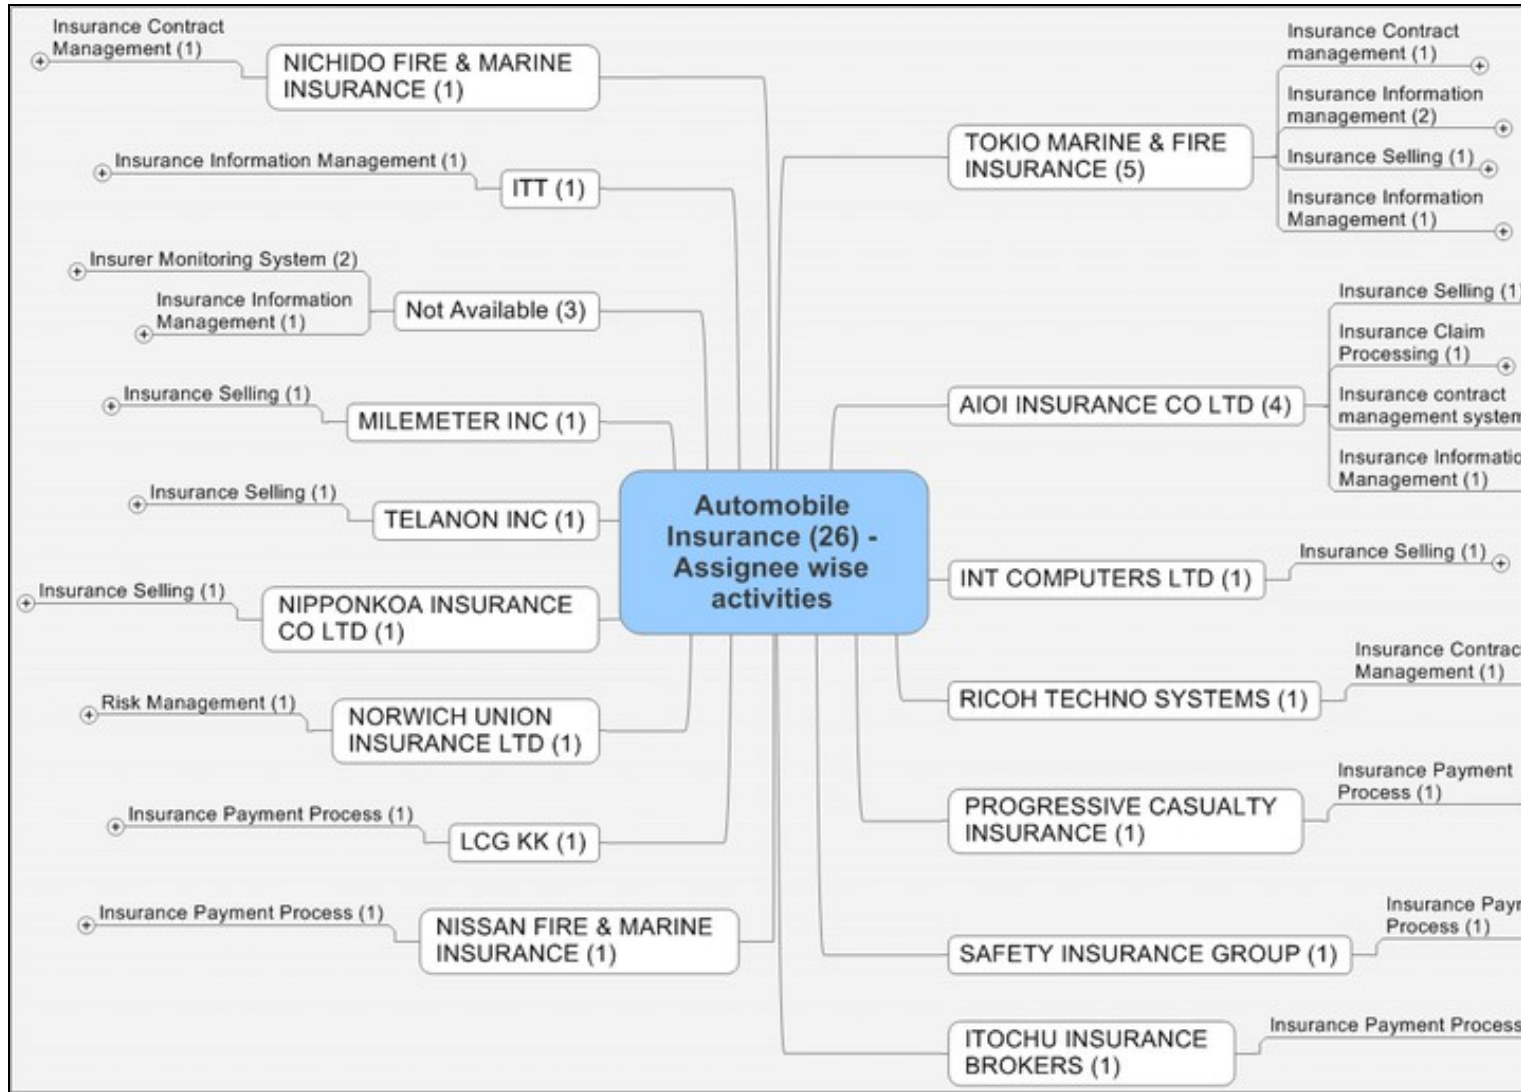 Insurance Contract
Management (1)
NICHIDO FIRE & MARINE
INSURANCE (1)
Insurance Information Management (1)
ITT (1)
Insurer Monitoring System (2)
Insurance Information
Management (1)
Not Available (3)
Insurance Selling (1)
MILEMETER INC (1)
Insurance Selling (1)
TELANON INC (1)
Insurance Selling (1)
NIPPONKOA INSURANCE
CO LTD (1)
Risk Management (1)
NORWICH UNION
INSURANCE LTD (1)
Insurance Payment Process (1)
LCG KK (1)
Insurance Payment Process (1)
NISSAN FIRE & MARINE
INSURANCE (1)
Automobile
Insurance (26) -
Assignee wise
activities
TOKIO MARINE & FIRE
INSURANCE (5)
Insurance Contract
management (1)
Insurance Information
management (2)
Insurance Selling (1)
Insurance Information
Management (1)
AIOI INSURANCE CO LTD (4)
Insurance Selling (1)
Insurance Claim
Processing (1)
Insurance contract
management system
Insurance Informatio
Management (1)
INT COMPUTERS LTD (1)
Insurance Selling (1)
RICOH TECHNO SYSTEMS (1)
Insurance Contrac
Management (1)
PROGRESSIVE CASUALTY
INSURANCE (1)
Insurance Payment
Process (1)
SAFETY INSURANCE GROUP (1)
Insurance Payr
Process (1)
ITOCHU INSURANCE
BROKERS (1)
Insurance Payment Process